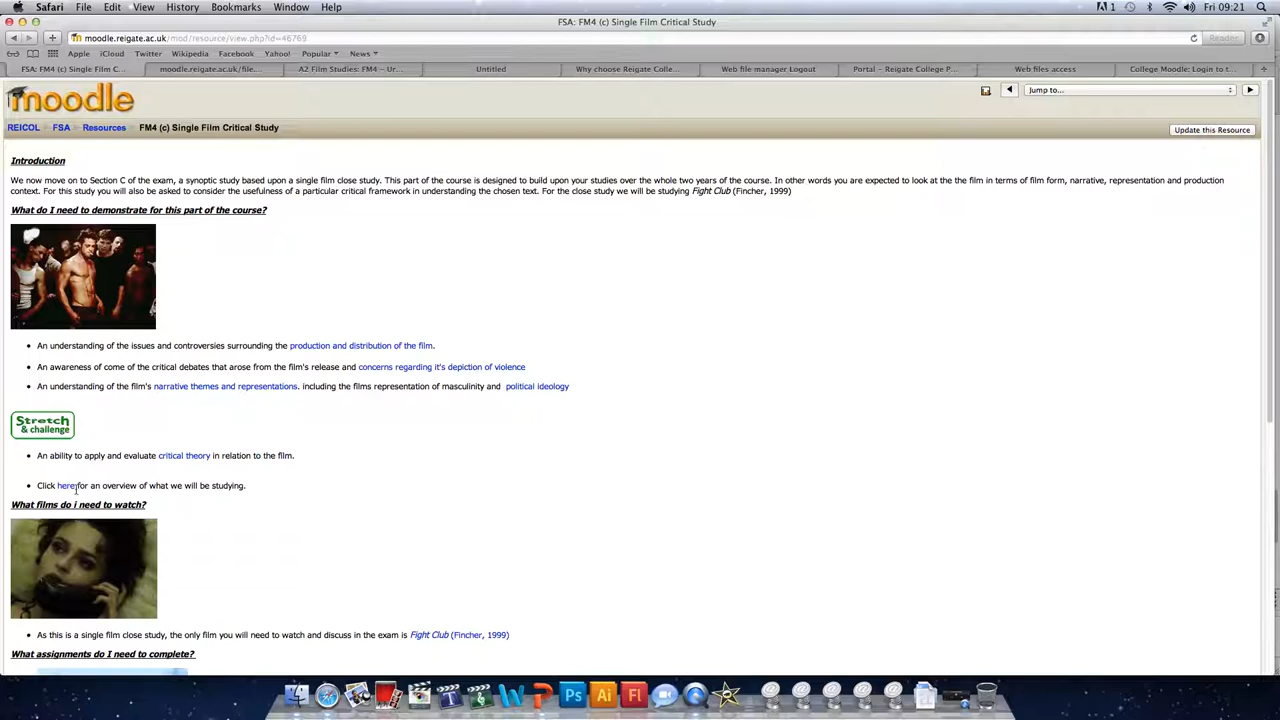 Safari File Edit View History Bookmarks Window Help 1 Fri 09:21
FSA: FM4 (c) Single Film Critical Study
moodle.reigate.ac.uk/mod/resource/view.php?id=46769 Reader
Apple iCloud Twitter Wikipedia Facebook Yahoo! Popular News
FSA: FM4 (c) Single Film C... moodle.reigate.ac.uk/file... A2 Film Studies: FM4 – Ur... Untitled Why choose Reigate Colle... Web file manager Logout Portal – Reigate College P... Web files access College Moodle: Login to t...
moodle Jump to...
REICOL FSA Resources FM4 (c) Single Film Critical Study Update this Resource
Introduction
We now move on to Section C of the exam, a synoptic study based upon a single film close study. This part of the course is designed to build upon your studies over the whole two years of the course. In other words you are expected to look at the the film in terms of film form, narrative, representation and production
context. For this study you will also be asked to consider the usefulness of a particular critical framework in understanding the chosen text. For the close study we will be studying Fight Club (Fincher, 1999)
What do I need to demonstrate for this part of the course?
• An understanding of the issues and controversies surrounding the production and distribution of the film.
• An awareness of come of the critical debates that arose from the film's release and concerns regarding it's depiction of violence
• An understanding of the film's narrative themes and representations. including the films representation of masculinity and political ideology
Stretch
& challenge
• An ability to apply and evaluate critical theory in relation to the film.
• Click here for an overview of what we will be studying.
What films do i need to watch?
• As this is a single film close study, the only film you will need to watch and discuss in the exam is Fight Club (Fincher, 1999)
What assignments do I need to complete?
W P Ps Ai Fl